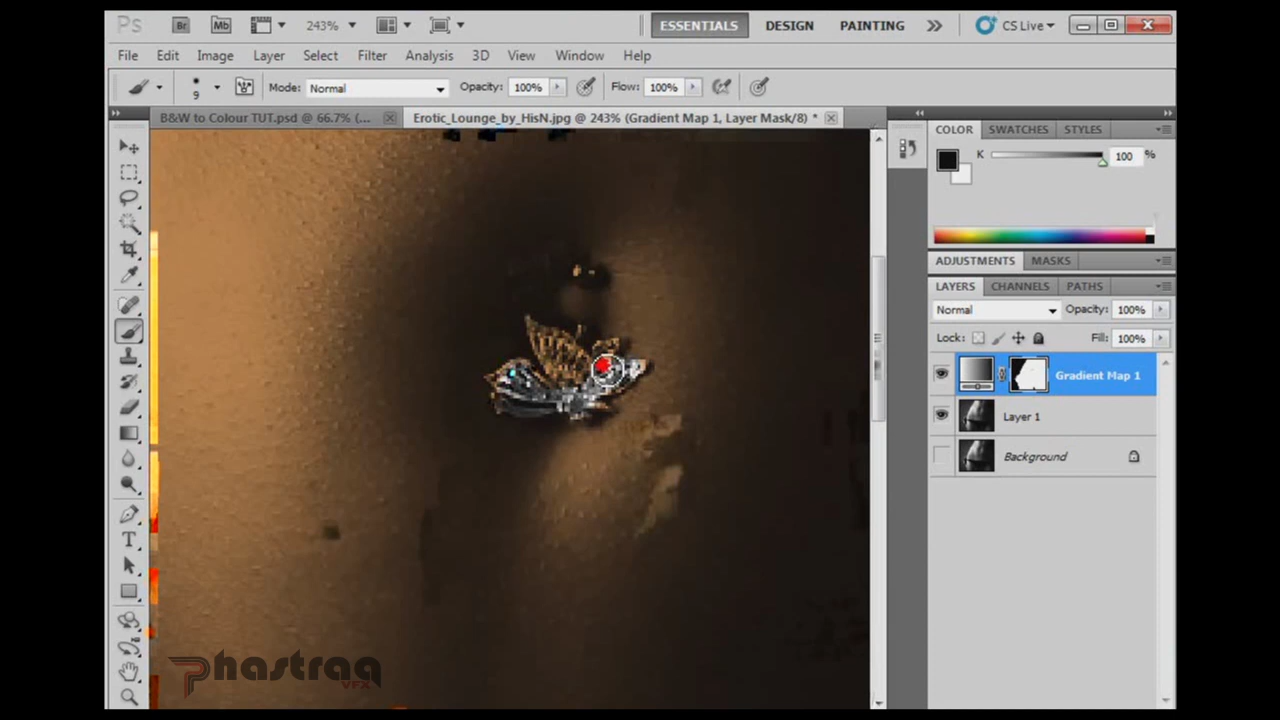 Ps Br Mb 243% ESSENTIALS DESIGN PAINTING CS Live
File Edit Image Layer Select Filter Analysis 3D View Window Help
9 Mode: Normal Opacity: 100% Flow: 100%
B&W to Colour TUT.psd @ 66.7% (... Erotic_Lounge_by_HisN.jpg @ 243% (Gradient Map 1, Layer Mask/8) *
COLOR SWATCHES STYLES
K 100 %
ADJUSTMENTS MASKS
LAYERS CHANNELS PATHS
Normal Opacity: 100%
Lock: Fill: 100%
Gradient Map 1
Layer 1
Background
T
Phastraq
VFX